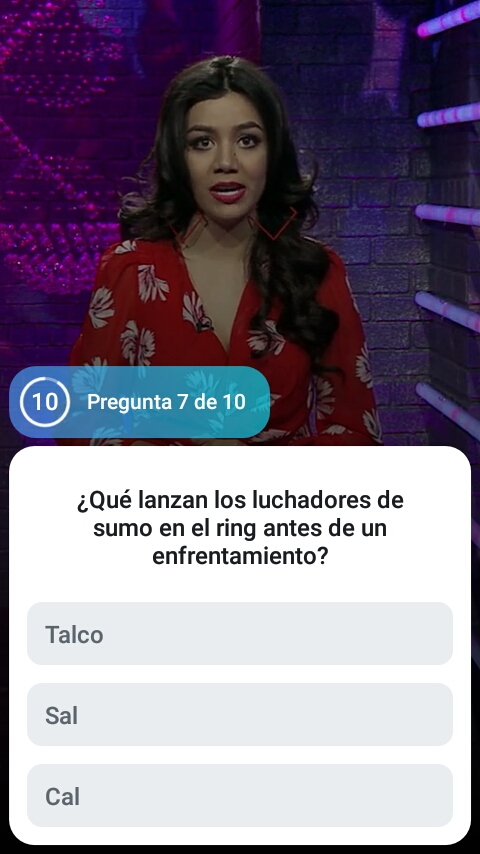 10 Pregunta 7 de 10
¿Qué lanzan los luchadores de
sumo en el ring antes de un
enfrentamiento?
Talco
Sal
Cal